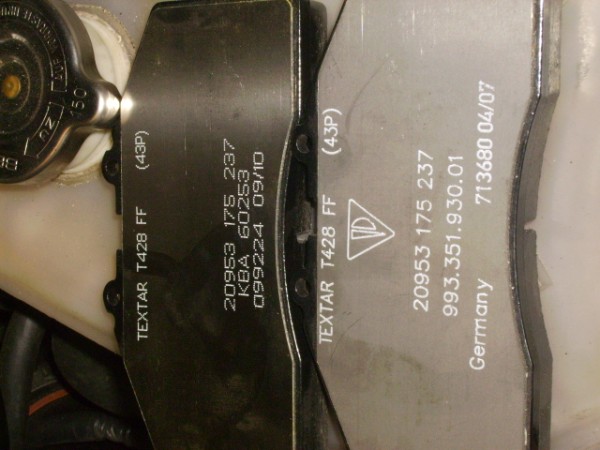 TEXTAR T428 FF (43P)
20953 175 237
KBA 60253
099224 09/10
TEXTAR T428 FF (43P)
20953 175 237
993.351.930.01
Germany 713680 04/07
150